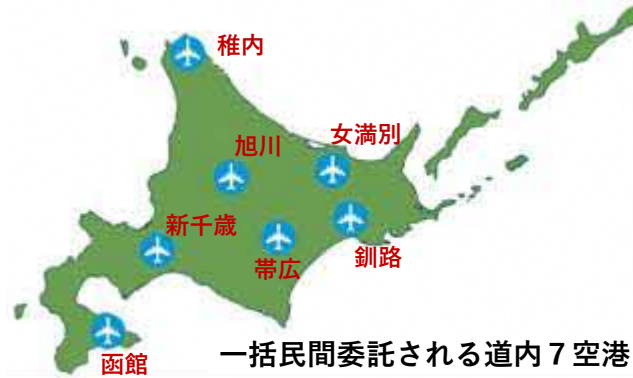 稚内
女満別
旭川
新千歳
帯広
釧路
函館
一括民間委託される道内７空港